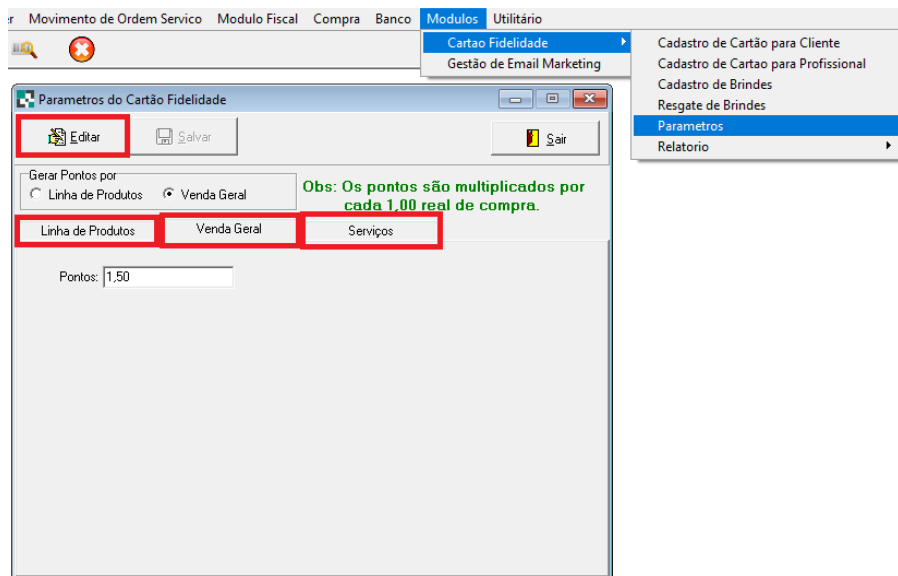 r Movimento de Ordem Servico Modulo Fiscal Compra Banco Modulos Utilitário
Cartao Fidelidade
Gestão de Email Marketing
Cadastro de Cartão para Cliente
Cadastro de Cartao para Profissional
Cadastro de Brindes
Resgate de Brindes
Parametros
Relatorio
Parametros do Cartão Fidelidade
Editar Salvar Sair
Gerar Pontos por
Linha de Produtos Venda Geral
Obs: Os pontos são multiplicados por
cada 1,00 real de compra.
Linha de Produtos Venda Geral Serviços
Pontos: 1,50